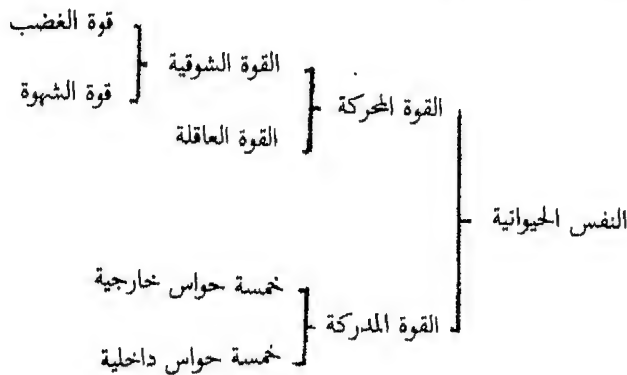 قوة الغضب
القوة الشوقية
قوة الشهوة
القوة المحركة
القوة العاقلة
النفس الحيوانية
خمسة حواس خارجية
القوة المدركة
خمسة حواس داخلية